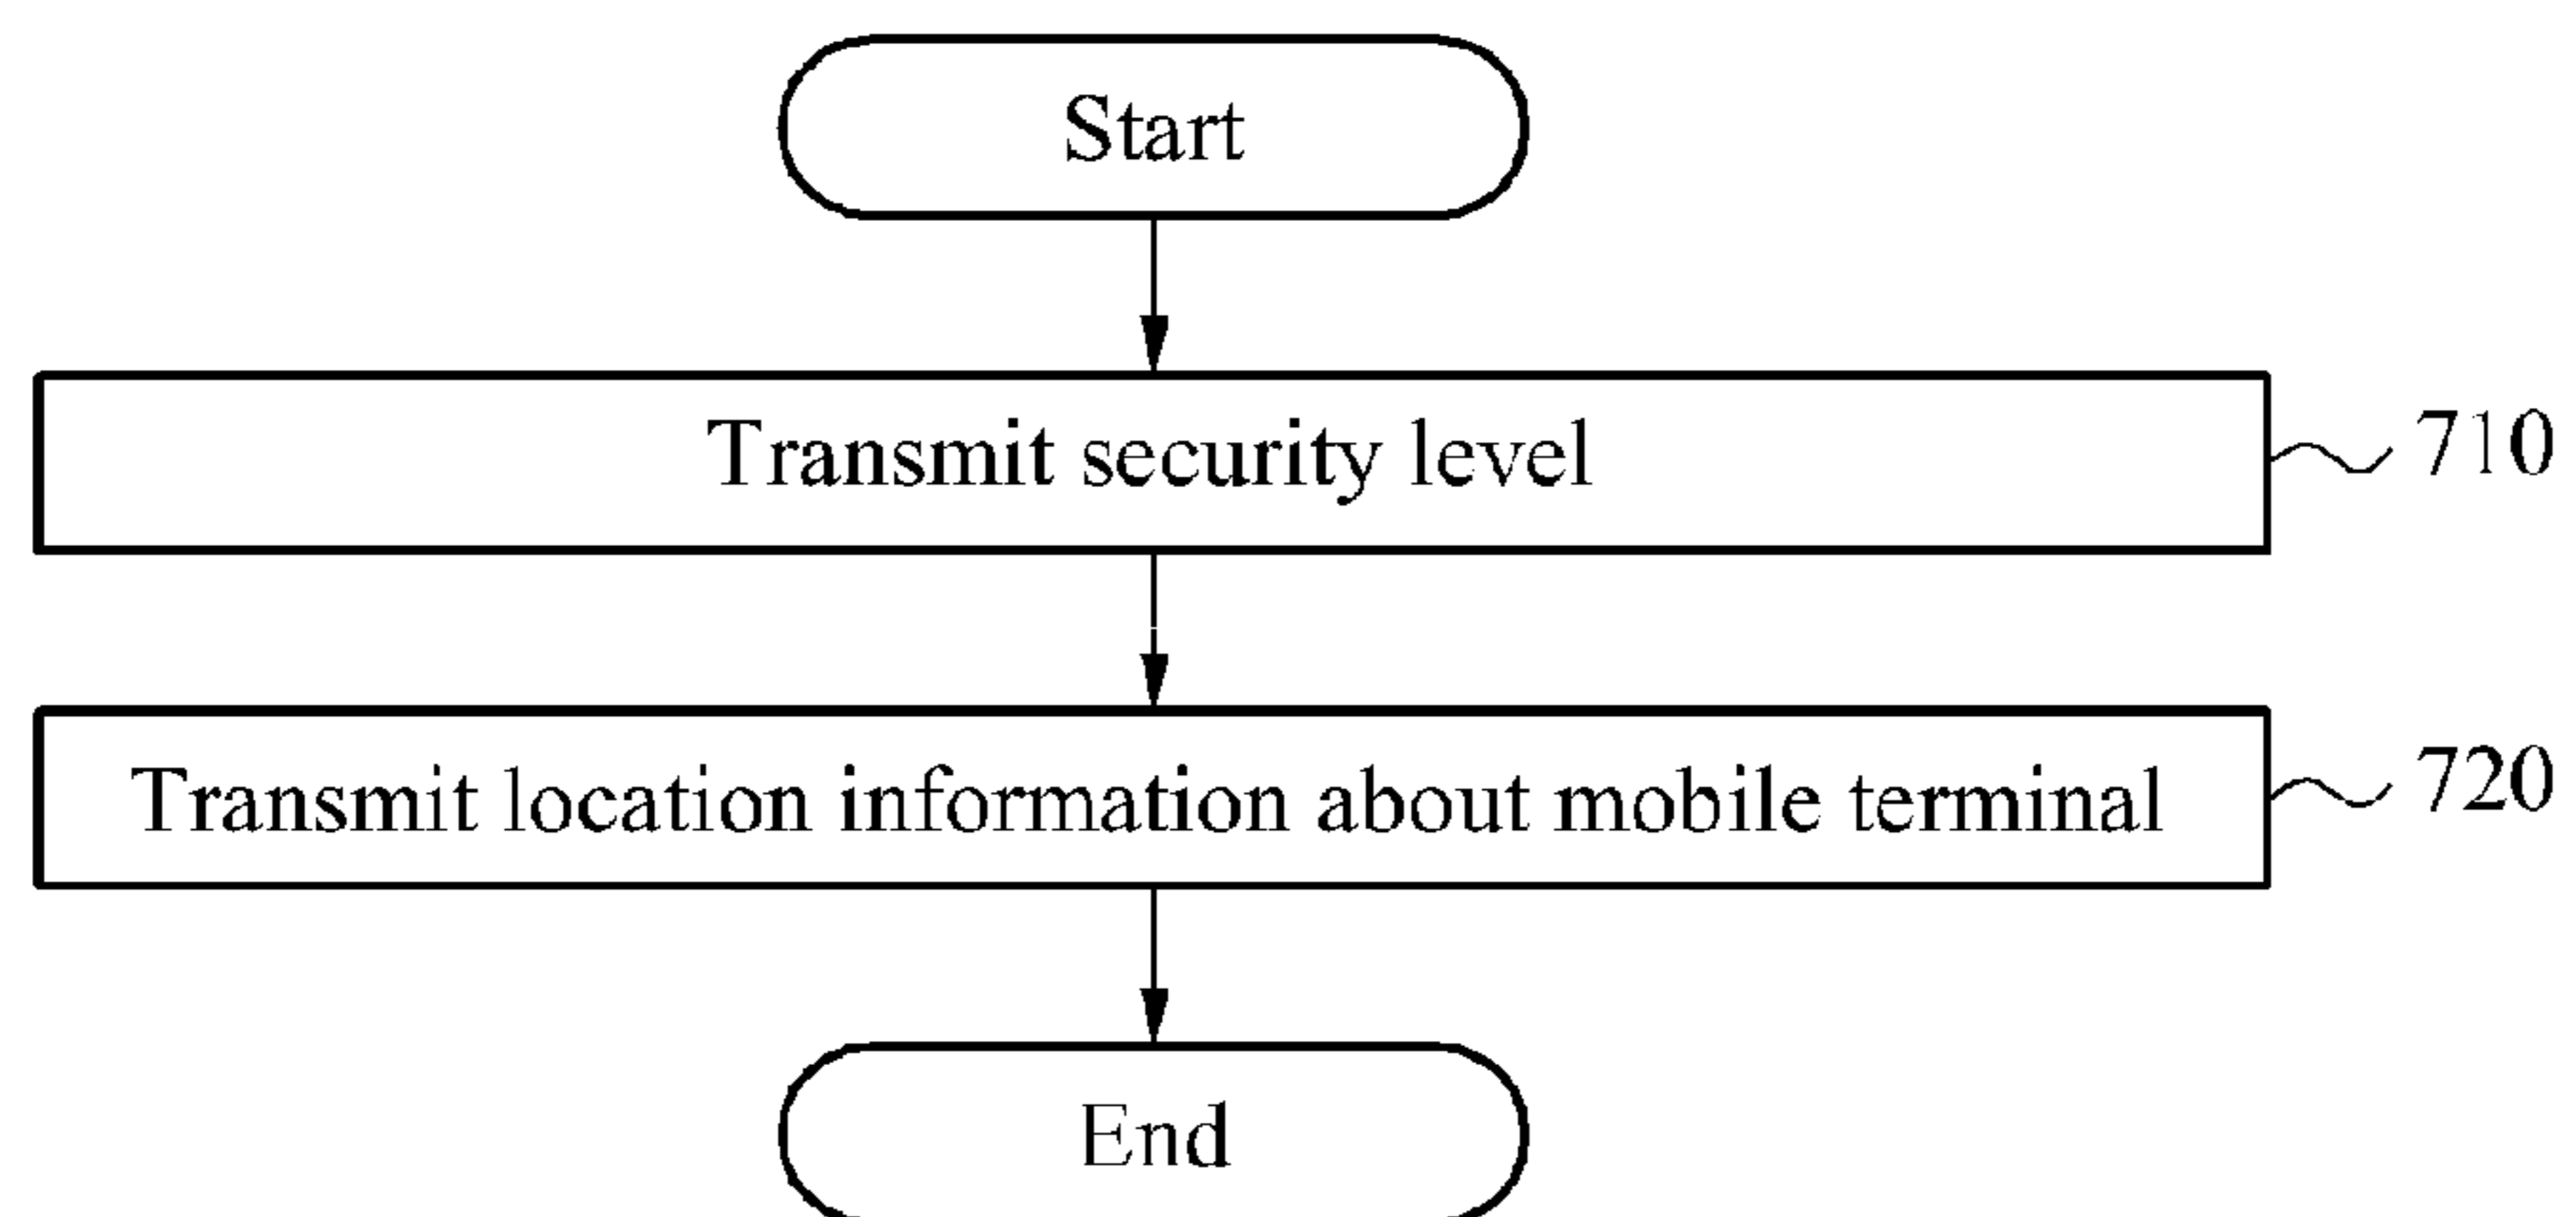 Start
Transmit security level
710
Transmit location information about mobile terminal
720
End